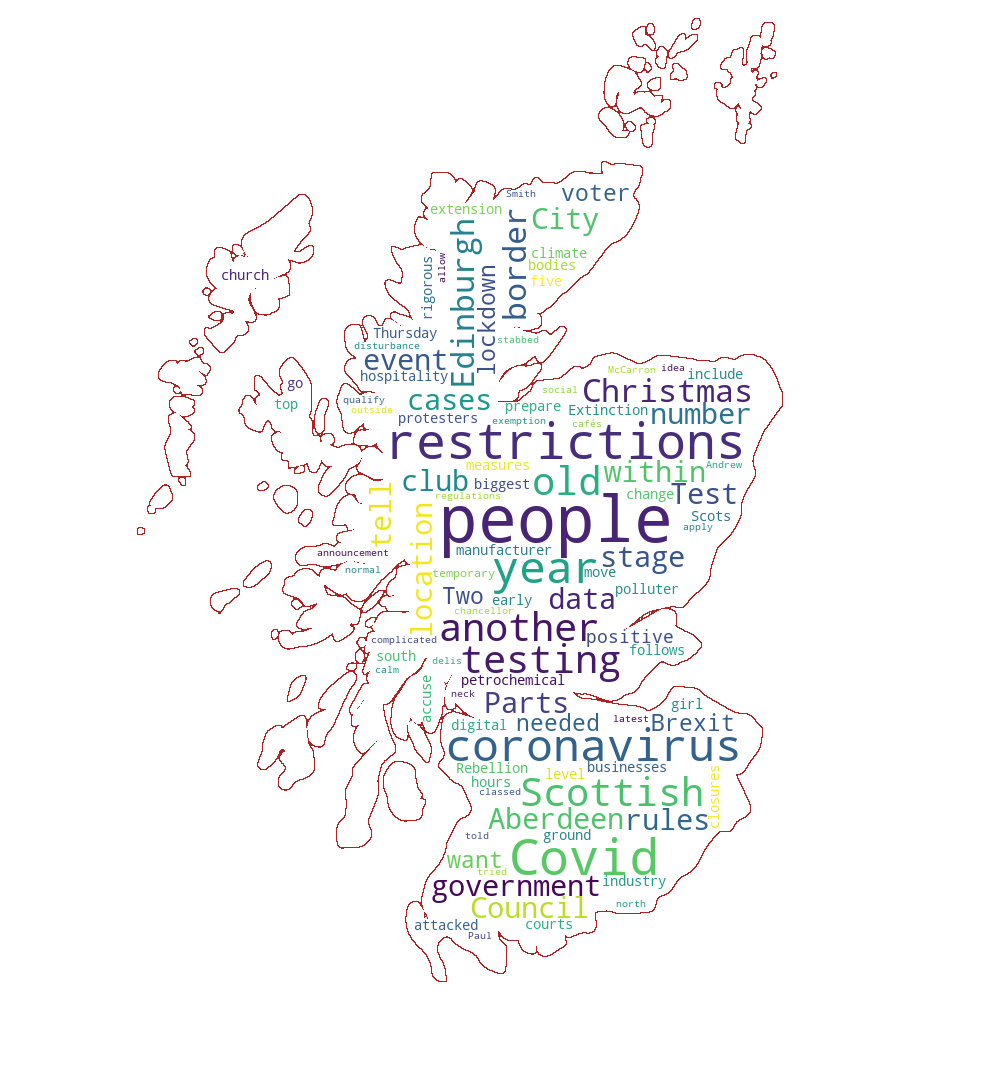 Smith
voter
extension
City
Edinburgh
border
climate
allow
rigorous
bodies
lockdown
five
church
Thursday
stabbed
disturbance
event
hospitality
McCarron
idea
include
go
social
Christmas
qualify
cases
top
outside
prepare
Extinction
number
protesters
exemption
cafés
restrictions
measures
within
Andrew
club
biggest
old
regulations
change
Test
tell
location
people
Scots
apply
announcement
manufacturer
stage
normal
temporary
year
move
Two
early
data
polluter
chancellor
complicated
another
positive
south
delis
testing
follows
calm
petrochemical
accuse
neck
Parts
girl
digital
needed
latest
Brexit
coronavirus
Rebellion
level
businesses
hours
closures
classed
Scottish
Aberdeen
rules
told
ground
want
tried
Covid
government
industry
Council
north
attacked
courts
Paul